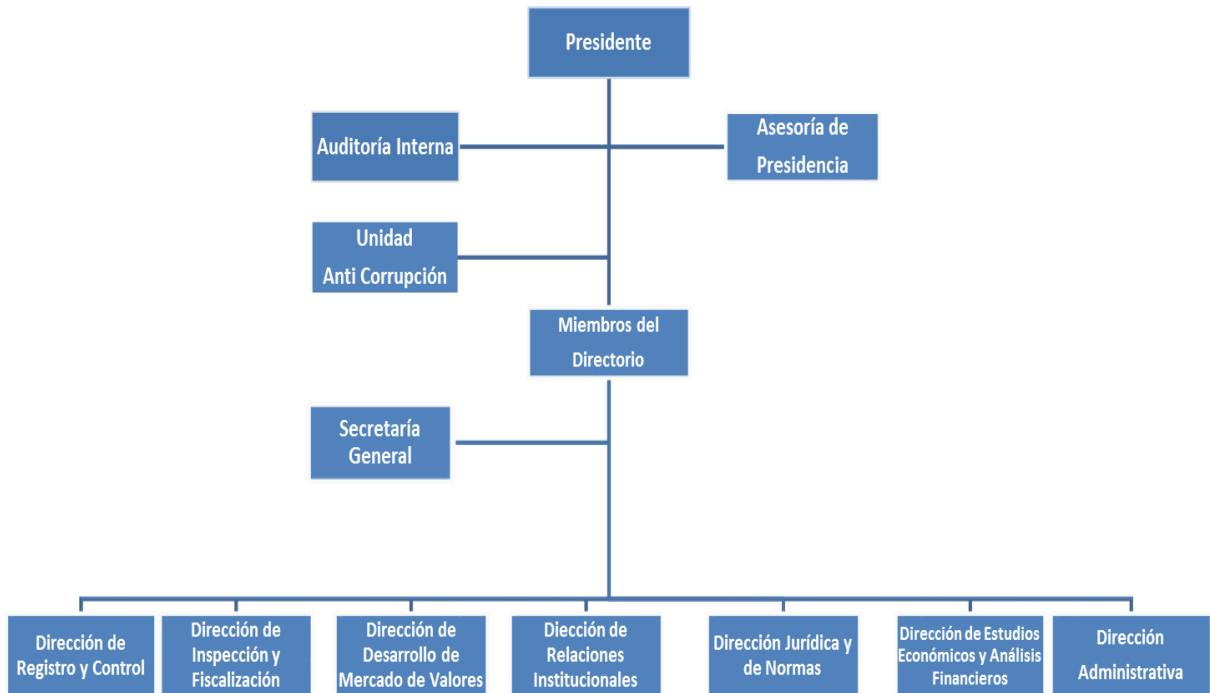 Presidente
Auditoría Interna
Asesoría de
Presidencia
Unidad
Anti Corrupción
Miembros del
Directorio
Secretaría
General
Dirección de
Registro y Control
Dirección de
Inspección y
Fiscalización
Dirección de
Desarrollo de
Mercado de Valores
Diección de
Relaciones
Institucionales
Dirección Jurídica y
de Normas
Dirección de Estudios
Económicos y Análisis
Financieros
Dirección
Administrativa